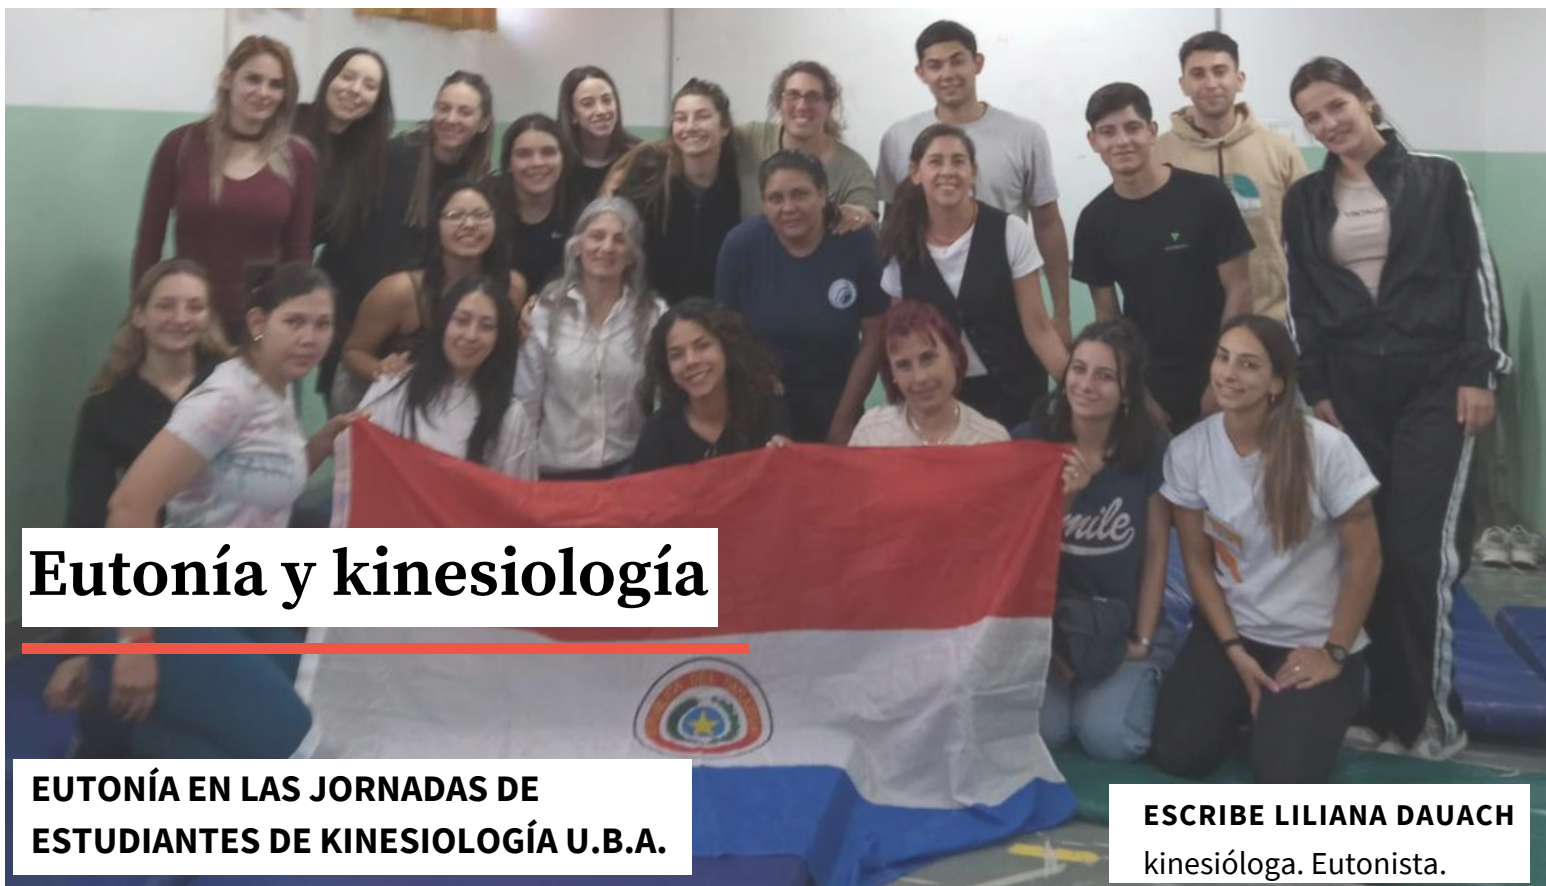 Eutonía y kinesiología
EUTONÍA EN LAS JORNADAS DE
ESTUDIANTES DE KINESIOLOGÍA U.B.A.
ESCRIBE LILIANA DAUACH
kinesióloga. Eutonista.